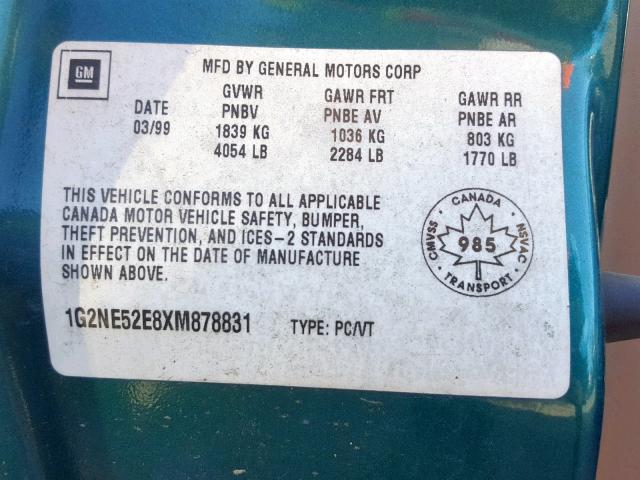 GM
MFD BY GENERAL MOTORS CORP
GVWR GAWR FRT GAWR RR
DATE PNBV PNBE AV PNBE AR
03/99 1839 KG 1036 KG 803 KG
4054 LB 2284 LB 1770 LB
THIS VEHICLE CONFORMS TO ALL APPLICABLE
CANADA MOTOR VEHICLE SAFETY, BUMPER,
THEFT PREVENTION, AND ICES-2 STANDARDS
IN EFFECT ON THE DATE OF MANUFACTURE
SHOWN ABOVE.
CANADA
CMVSS 985 NSVAC
TRANSPORT
1G2NE52E8XM878831 TYPE: PC/VT